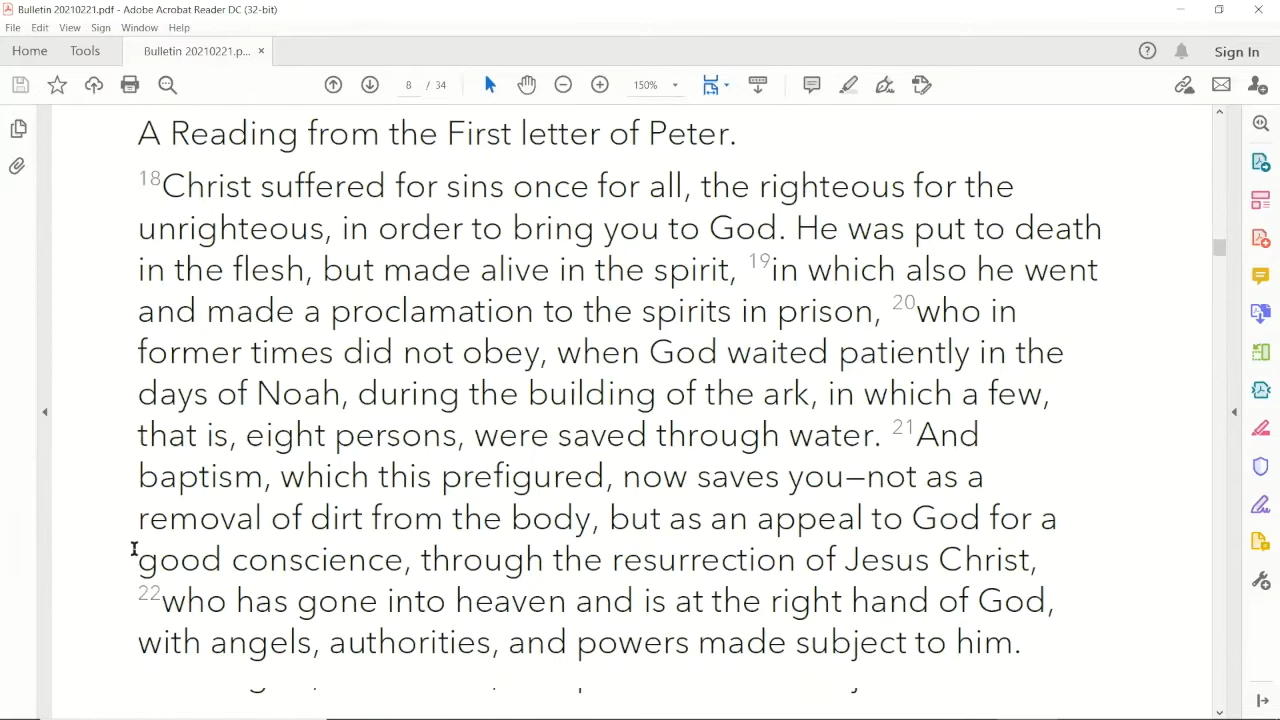 Bulletin 20210221.pdf - Adobe Acrobat Reader DC (32-bit)
File Edit View Sign Window Help
Home Tools Bulletin 20210221.p... × Sign In
8 / 34 150%
A Reading from the First letter of Peter.
18Christ suffered for sins once for all, the righteous for the
unrighteous, in order to bring you to God. He was put to death
in the flesh, but made alive in the spirit, 19in which also he went
and made a proclamation to the spirits in prison, 20who in
former times did not obey, when God waited patiently in the
days of Noah, during the building of the ark, in which a few,
that is, eight persons, were saved through water. 21And
baptism, which this prefigured, now saves you—not as a
removal of dirt from the body, but as an appeal to God for a
good conscience, through the resurrection of Jesus Christ,
22who has gone into heaven and is at the right hand of God,
with angels, authorities, and powers made subject to him.